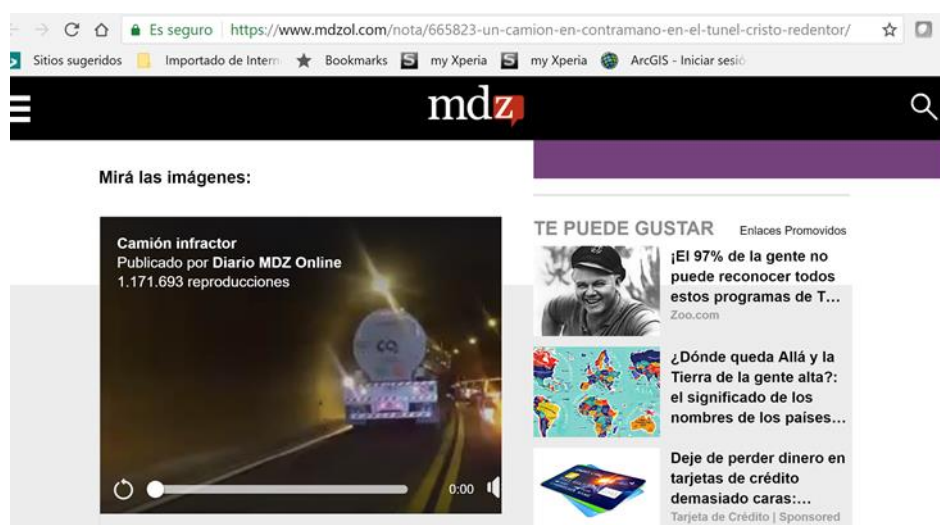 Es seguro | https://www.mdzol.com/nota/665823-un-camion-en-contramano-en-el-tunel-cristo-redentor/
Sitios sugeridos Importado de Intern Bookmarks S my Xperia S my Xperia ArcGIS - Iniciar sesió
mdz
Mirá las imágenes:
Camión infractor
Publicado por Diario MDZ Online
1.171.693 reproducciones
0:00
TE PUEDE GUSTAR Enlaces Promovidos
¡El 97% de la gente no
puede reconocer todos
estos programas de T...
Zoo.com
¿Dónde queda Allá y la
Tierra de la gente alta?:
el significado de los
nombres de los países...
Deje de perder dinero en
tarjetas de crédito
demasiado caras:...
Tarjeta de Crédito | Sponsored